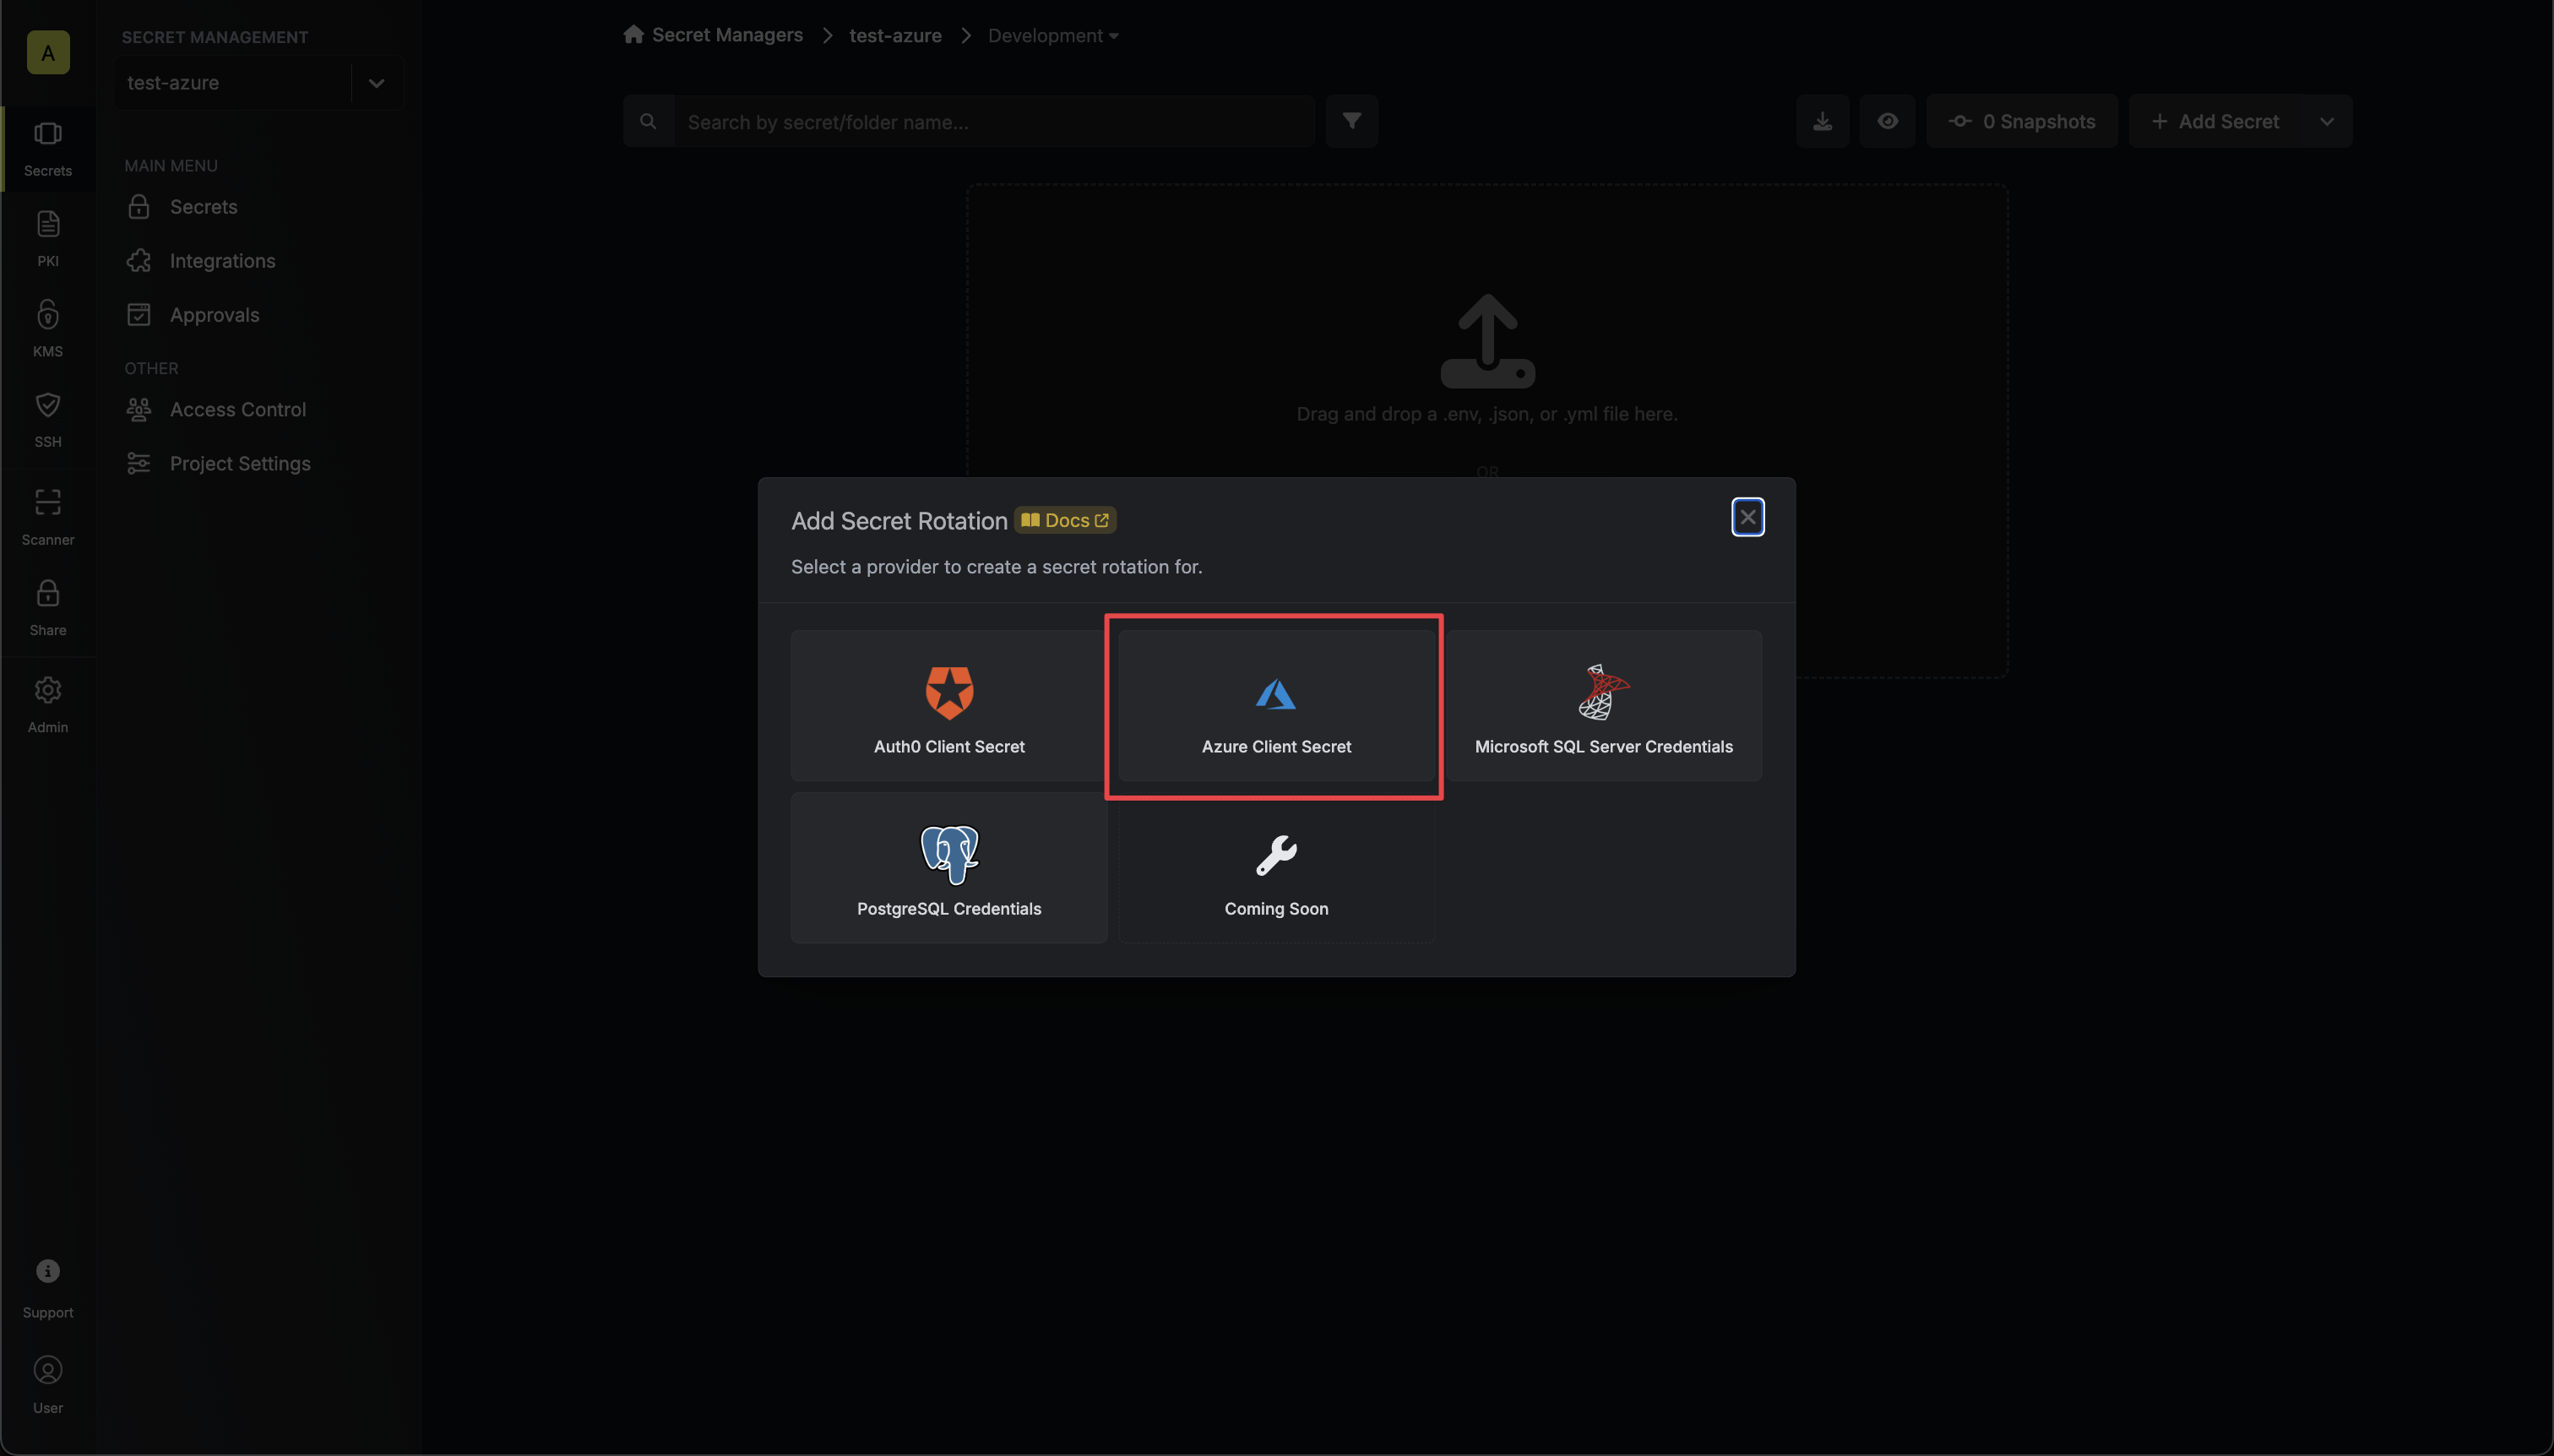 A
Secrets
PKI
KMS
SSH
Scanner
Share
Admin
Support
User
SECRET MANAGEMENT
test-azure
MAIN MENU
Secrets
Integrations
Approvals
OTHER
Access Control
Project Settings
Secret Managers
test-azure
Development
Search by secret/folder name...
0 Snapshots
Add Secret
Drag and drop a .env, .json, or .yml file here.
OR
Add Secret Rotation
Docs
Select a provider to create a secret rotation for.
Auth0 Client Secret
Azure Client Secret
Microsoft SQL Server Credentials
PostgreSQL Credentials
Coming Soon